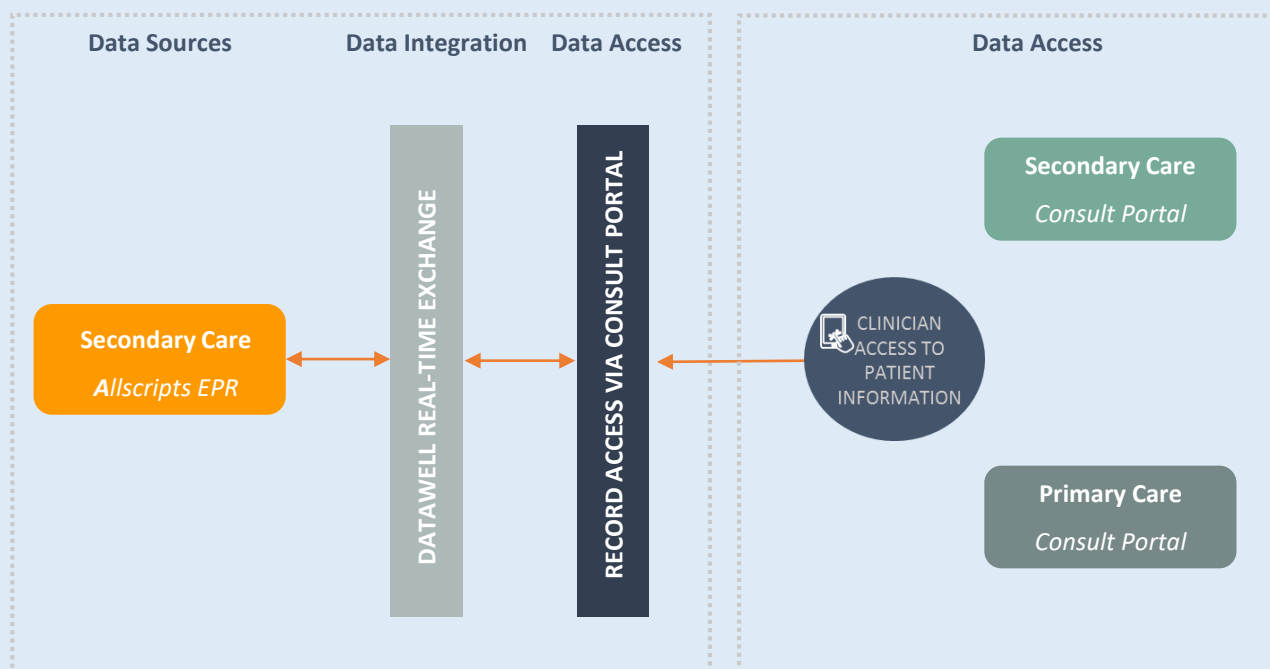 Data Sources
Data Integration
Data Access
Data Access
Secondary Care
Allscripts EPR
DATAWELL REAL-TIME EXCHANGE
RECORD ACCESS VIA CONSULT PORTAL
CLINICIAN
ACCESS TO
PATIENT
INFORMATION
Secondary Care
Consult Portal
Primary Care
Consult Portal